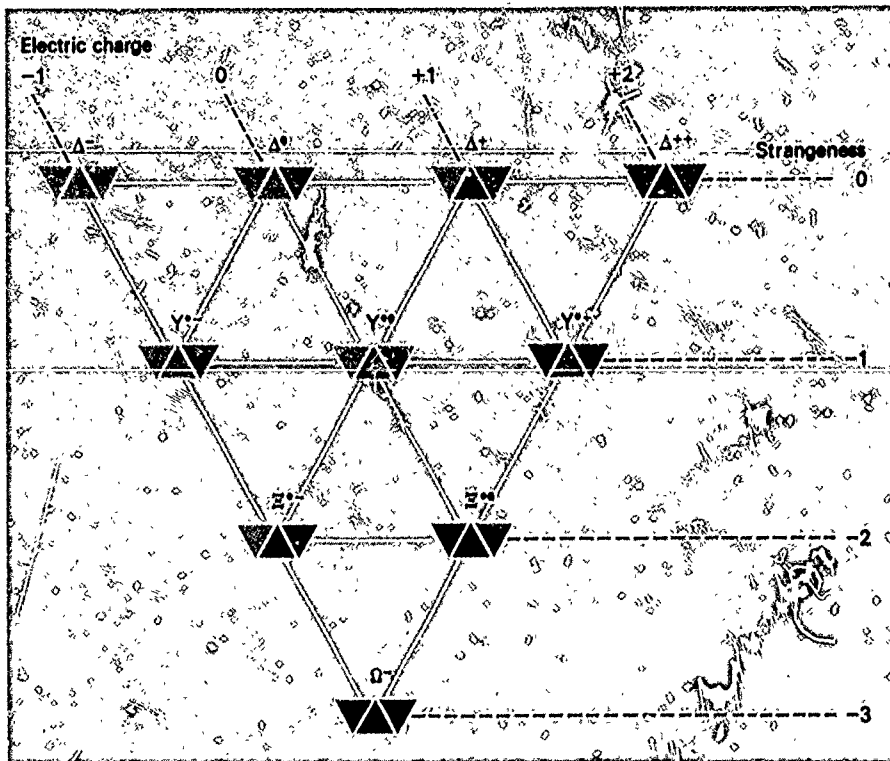 Electric charge
-1 0 +1 +2
Δ⁻ Δ⁰ Δ⁺ Δ⁺⁺
Strangeness
0
Y*⁻ Y*⁰ Y*⁺
-1
Ξ*⁻ Ξ*⁰
-2
Ω⁻
-3